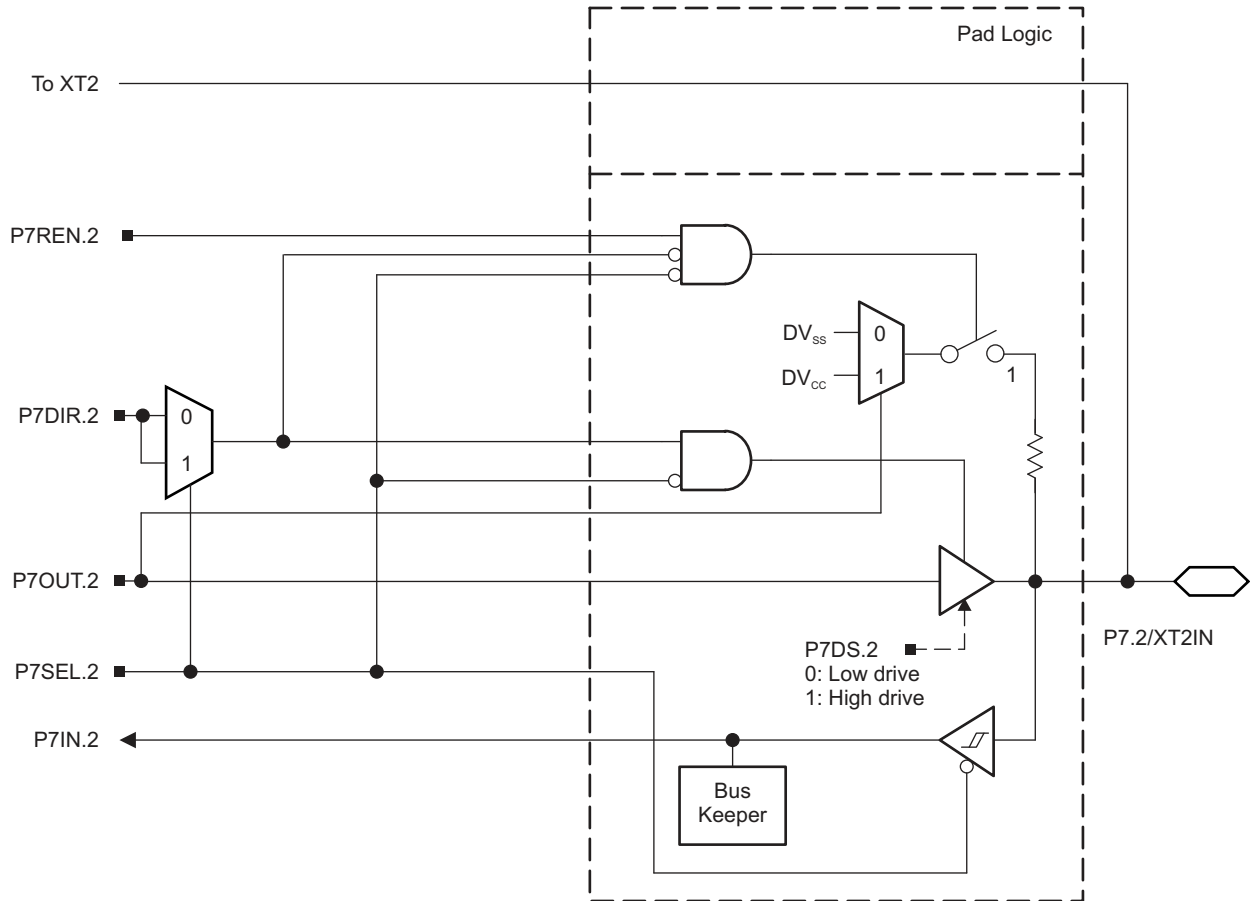 Pad Logic
To XT2
P7REN.2
DVSS
0
DVCC
1
1
P7DIR.2
0
1
P7OUT.2
P7DS.2
0: Low drive
1: High drive
P7.2/XT2IN
P7SEL.2
P7IN.2
Bus
Keeper